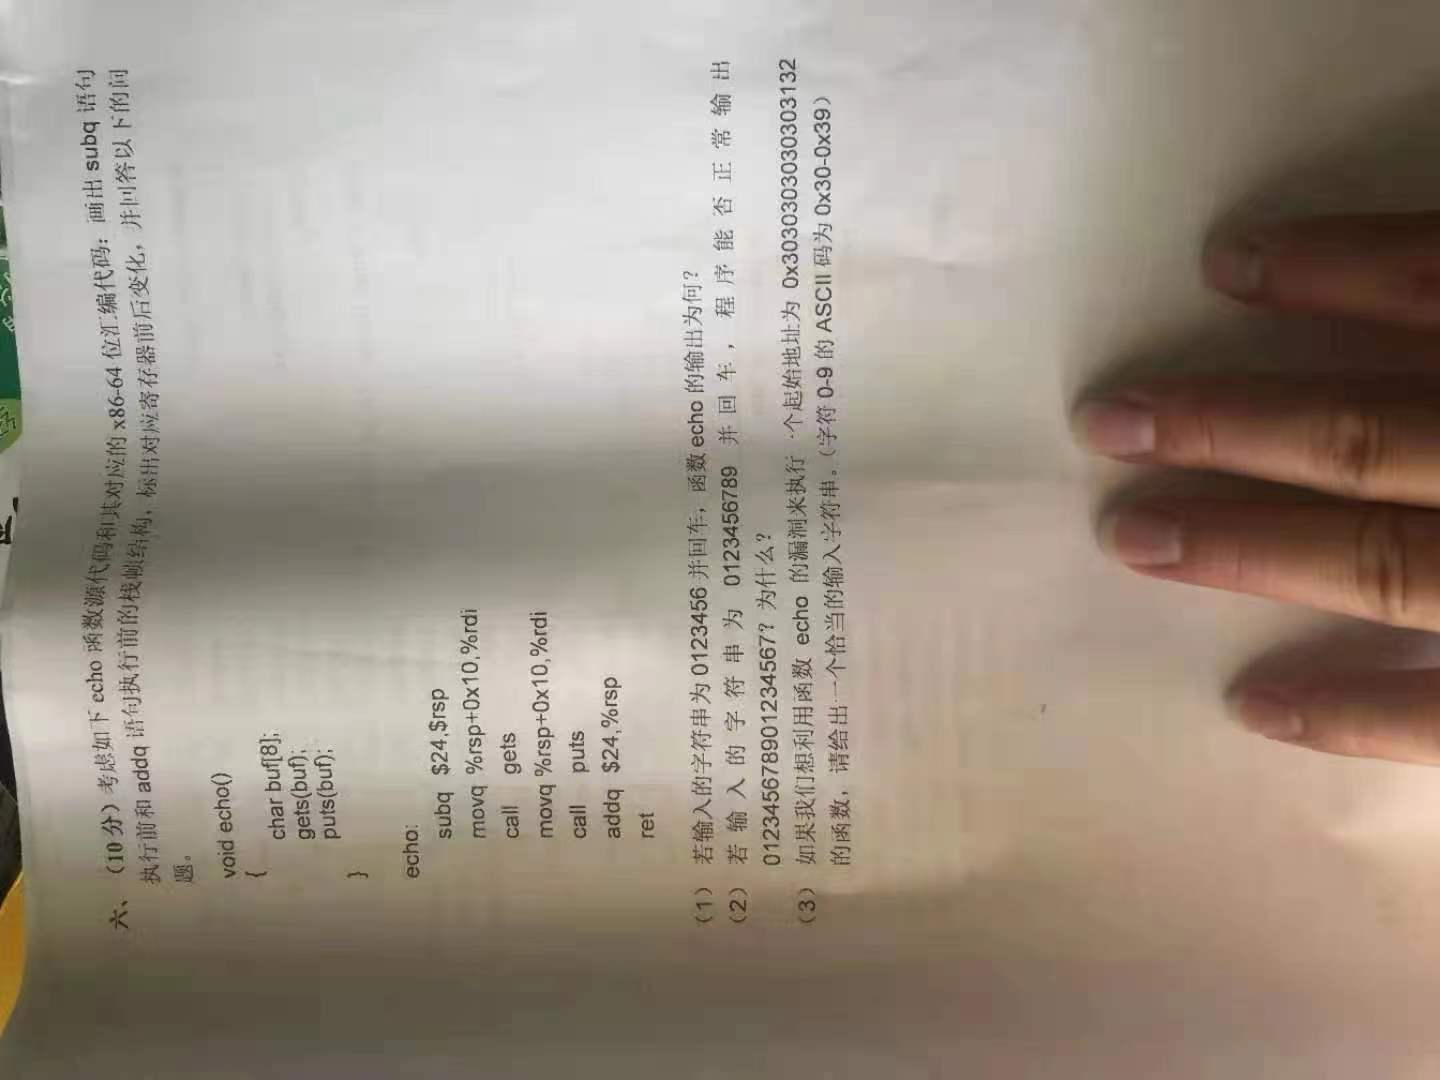 六、（10 分）考虑如下 echo 函数源代码和其对应的 x86-64 位汇编代码：画出 subq 语句
执行前和 addq 语句执行前的栈帧结构，标出对应寄存器前后变化，并回答以下的问
题。
void echo()
{
char buf[8];
gets(buf);
puts(buf);
}
echo:
subq $24,$rsp
movq %rsp+0x10,%rdi
call gets
movq %rsp+0x10,%rdi
call puts
addq $24,%rsp
ret
（1） 若输入的字符串为 0123456 并回车，函数 echo 的输出为何？
（2） 若输入的字符串为 0123456789 并回车，程序能否正常输出
012345678901234567？为什么？
（3） 如果我们想利用函数 echo 的漏洞来执行一个起始地址为 0x3030303030303132
的函数，请给出一个恰当的输入字符串。（字符 0-9 的 ASCII 码为 0x30-0x39）